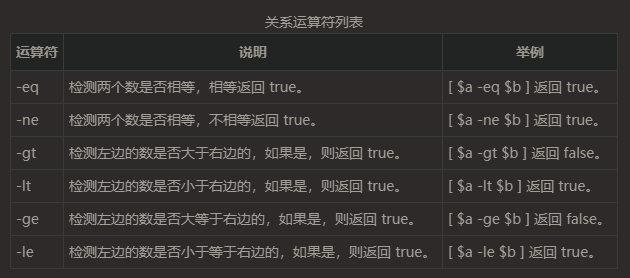 关系运算符列表
运算符 说明 举例
-eq 检测两个数是否相等，相等返回 true。 [ $a -eq $b ] 返回 true。
-ne 检测两个数是否相等，不相等返回 true。 [ $a -ne $b ] 返回 true。
-gt 检测左边的数是否大于右边的，如果是，则返回 true。 [ $a -gt $b ] 返回 false。
-lt 检测左边的数是否小于右边的，如果是，则返回 true。 [ $a -lt $b ] 返回 true。
-ge 检测左边的数是否大等于右边的，如果是，则返回 true。 [ $a -ge $b ] 返回 false。
-le 检测左边的数是否小于等于右边的，如果是，则返回 true。 [ $a -le $b ] 返回 true。